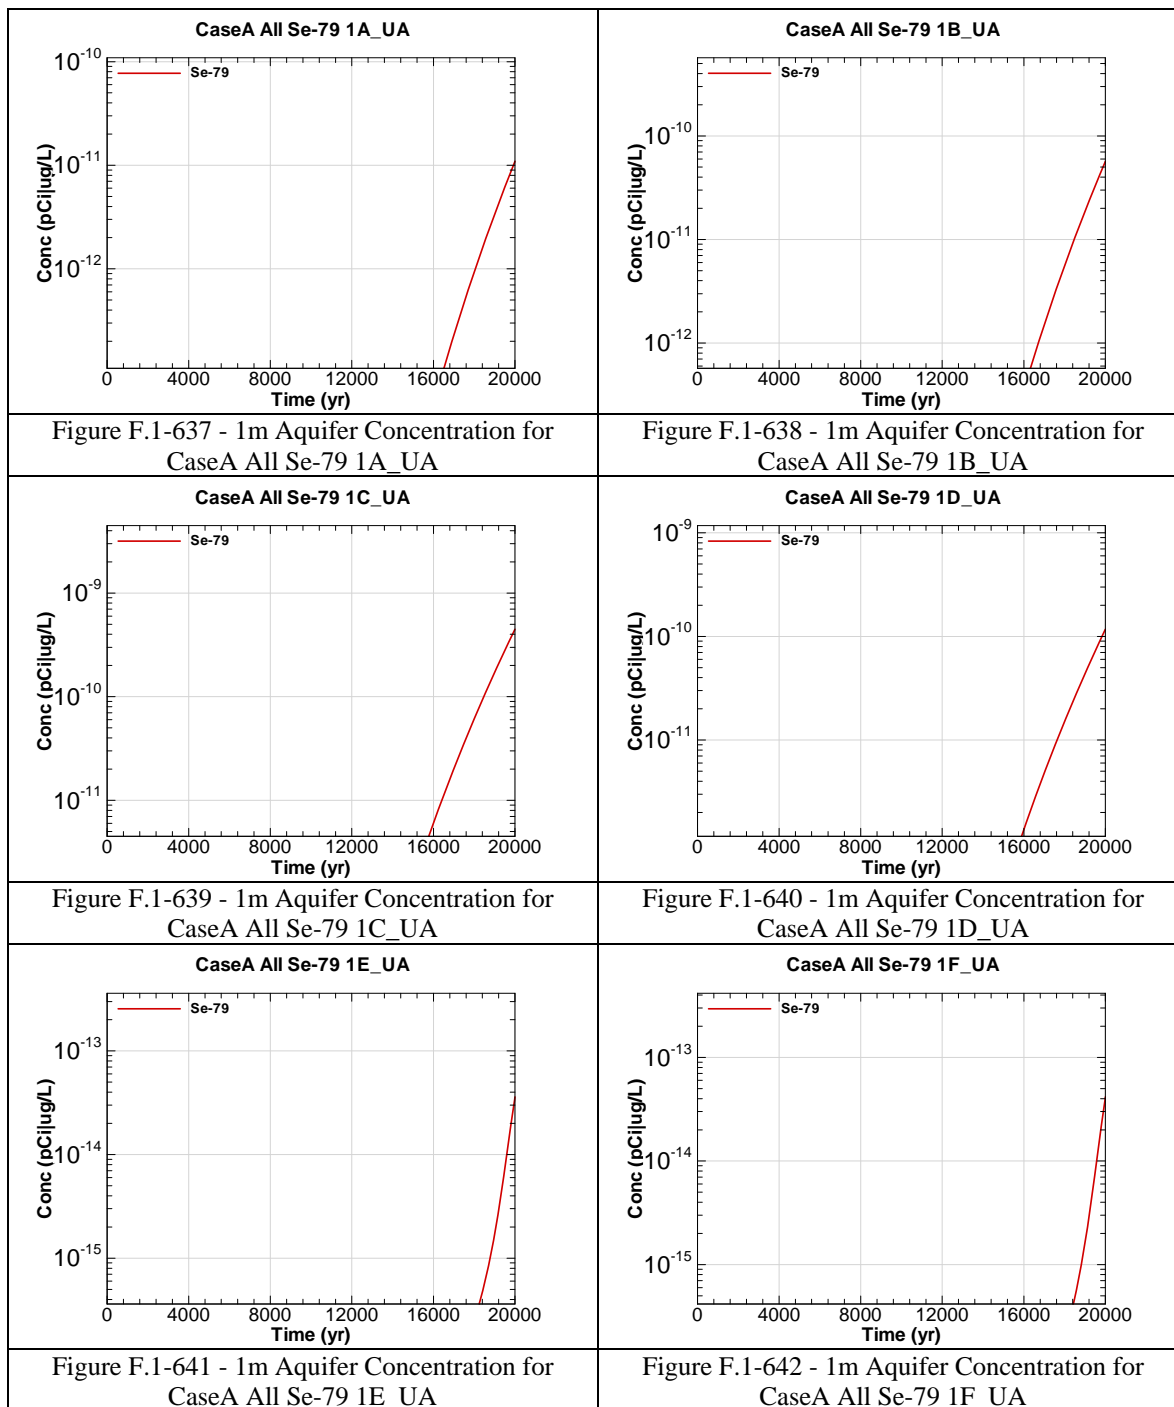 CaseA All Se-79 1A_UA
Se-79
10-10
10-11
10-12
Conc (pCi|ug/L)
0 4000 8000 12000 16000 20000
Time (yr)
Figure F.1-637 - 1m Aquifer Concentration for
CaseA All Se-79 1A_UA
CaseA All Se-79 1B_UA
Se-79
10-10
10-11
10-12
Conc (pCi|ug/L)
0 4000 8000 12000 16000 20000
Time (yr)
Figure F.1-638 - 1m Aquifer Concentration for
CaseA All Se-79 1B_UA
CaseA All Se-79 1C_UA
Se-79
10-9
10-10
10-11
Conc (pCi|ug/L)
0 4000 8000 12000 16000 20000
Time (yr)
Figure F.1-639 - 1m Aquifer Concentration for
CaseA All Se-79 1C_UA
CaseA All Se-79 1D_UA
Se-79
10-9
10-10
10-11
Conc (pCi|ug/L)
0 4000 8000 12000 16000 20000
Time (yr)
Figure F.1-640 - 1m Aquifer Concentration for
CaseA All Se-79 1D_UA
CaseA All Se-79 1E_UA
Se-79
10-13
10-14
10-15
Conc (pCi|ug/L)
0 4000 8000 12000 16000 20000
Time (yr)
Figure F.1-641 - 1m Aquifer Concentration for
CaseA All Se-79 1E_UA
CaseA All Se-79 1F_UA
Se-79
10-13
10-14
10-15
Conc (pCi|ug/L)
0 4000 8000 12000 16000 20000
Time (yr)
Figure F.1-642 - 1m Aquifer Concentration for
CaseA All Se-79 1F_UA